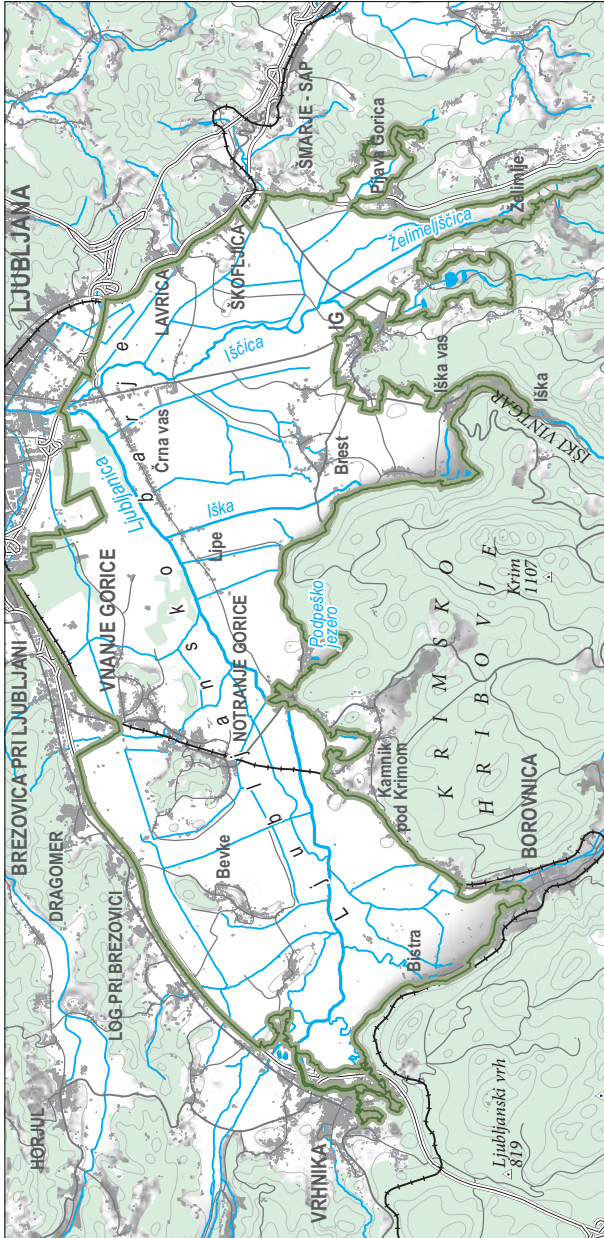 HORJUL
BREZOVICA PRI LJUBLJANI
LJUBLJANA
DRAGOMER
LOG PRI BREZOVICI
VNANJE GORICE
VRHNIKA
Bevke
NOTRANJE GORICE
Ljubljanica
Črna vas
LAVRICA
ŠKOFLJICA
ŠMARJE - SAP
Ljubljansko barje
Lipe
Iška
Iščica
Bistra
Podpeško
jezero
Brest
IG
Pijava Gorica
Želimeljščica
Kamnik
pod Krimom
Iška vas
KRIMSKO
HRIBOVJE
Krim
1107
IŠKI VINTGAR
Iška
Želimlje
BOROVNICA
Ljubljanski vrh
819